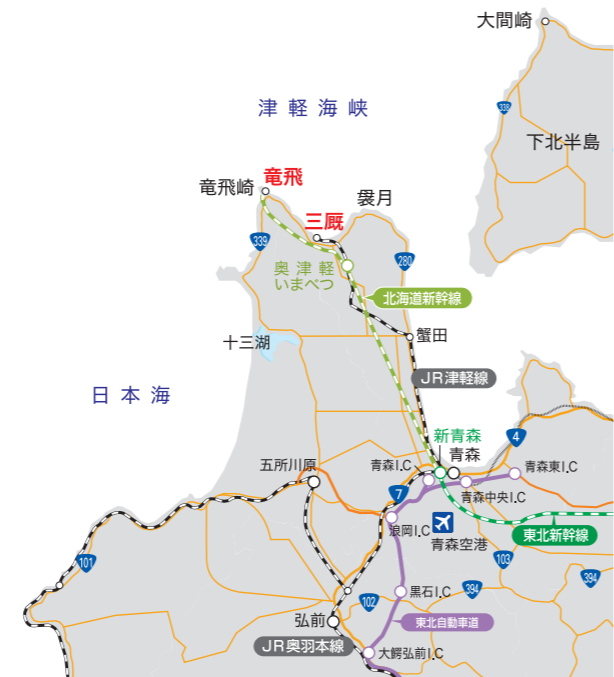 大間崎
津軽海峡
338
下北半島
竜飛
竜飛崎
袰月
三厩
339
280
奥津軽
いまべつ
北海道新幹線
蟹田
十三湖
JR津軽線
日本海
新青森
4
青森
五所川原
青森I.C
青森東I.C
7
青森中央I.C
浪岡I.C
東北新幹線
青森空港
101
103
394
394
黒石I.C
102
弘前
東北自動車道
JR奥羽本線
大鰐弘前I.C